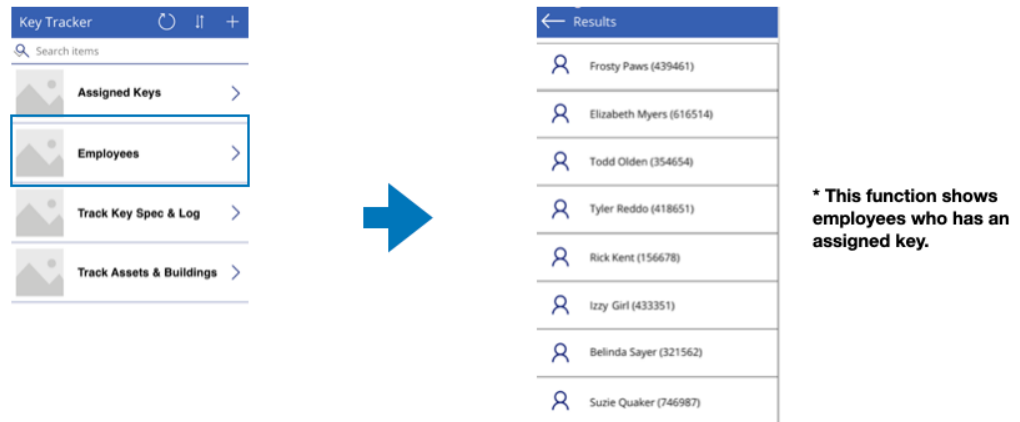 Key Tracker
Search items
Assigned Keys
Employees
Track Key Spec & Log
Track Assets & Buildings
Results
Frosty Paws (439461)
Elizabeth Myers (616514)
Todd Olden (354654)
Tyler Reddo (418651)
Rick Kent (156678)
Izzy Girl (433351)
Belinda Sayer (321562)
Suzie Quaker (746987)
* This function shows
employees who has an
assigned key.